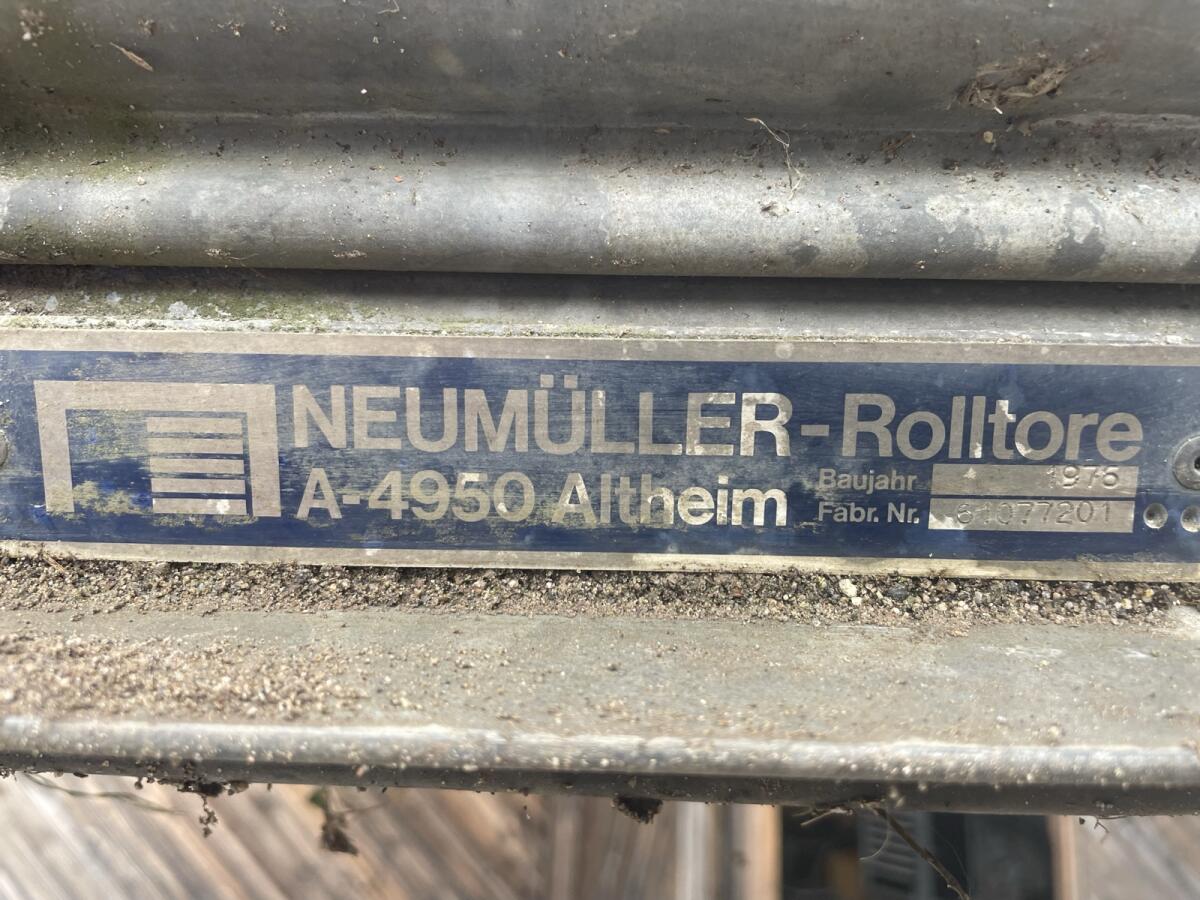 NEUMÜLLER-Rolltore
A-4950 Altheim
Baujahr 1976
Fabr. Nr. 61077201